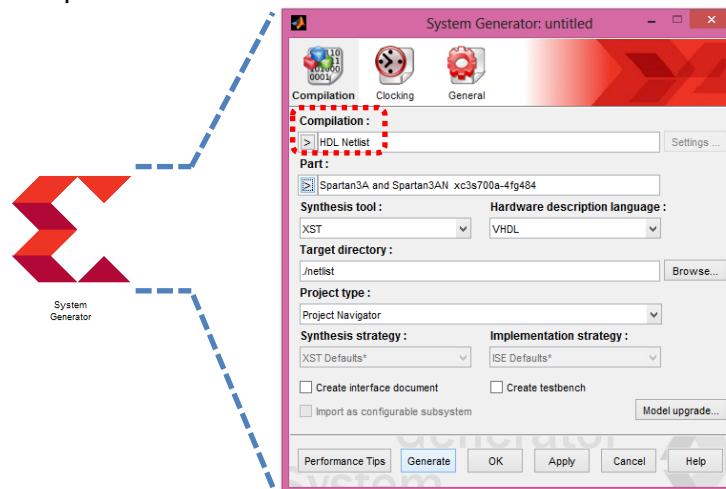 System Generator: untitled
Compilation
Clocking
General
Compilation :
> HDL Netlist
Settings ...
Part :
> Spartan3A and Spartan3AN xc3s700a-4fg484
Synthesis tool :
Hardware description language :
XST
VHDL
Target directory :
./netlist
Browse...
Project type :
Project Navigator
Synthesis strategy :
Implementation strategy :
XST Defaults*
ISE Defaults*
Create interface document
Create testbench
Import as configurable subsystem
Model upgrade...
Performance Tips
Generate
OK
Apply
Cancel
Help
System
Generator
System
Generator